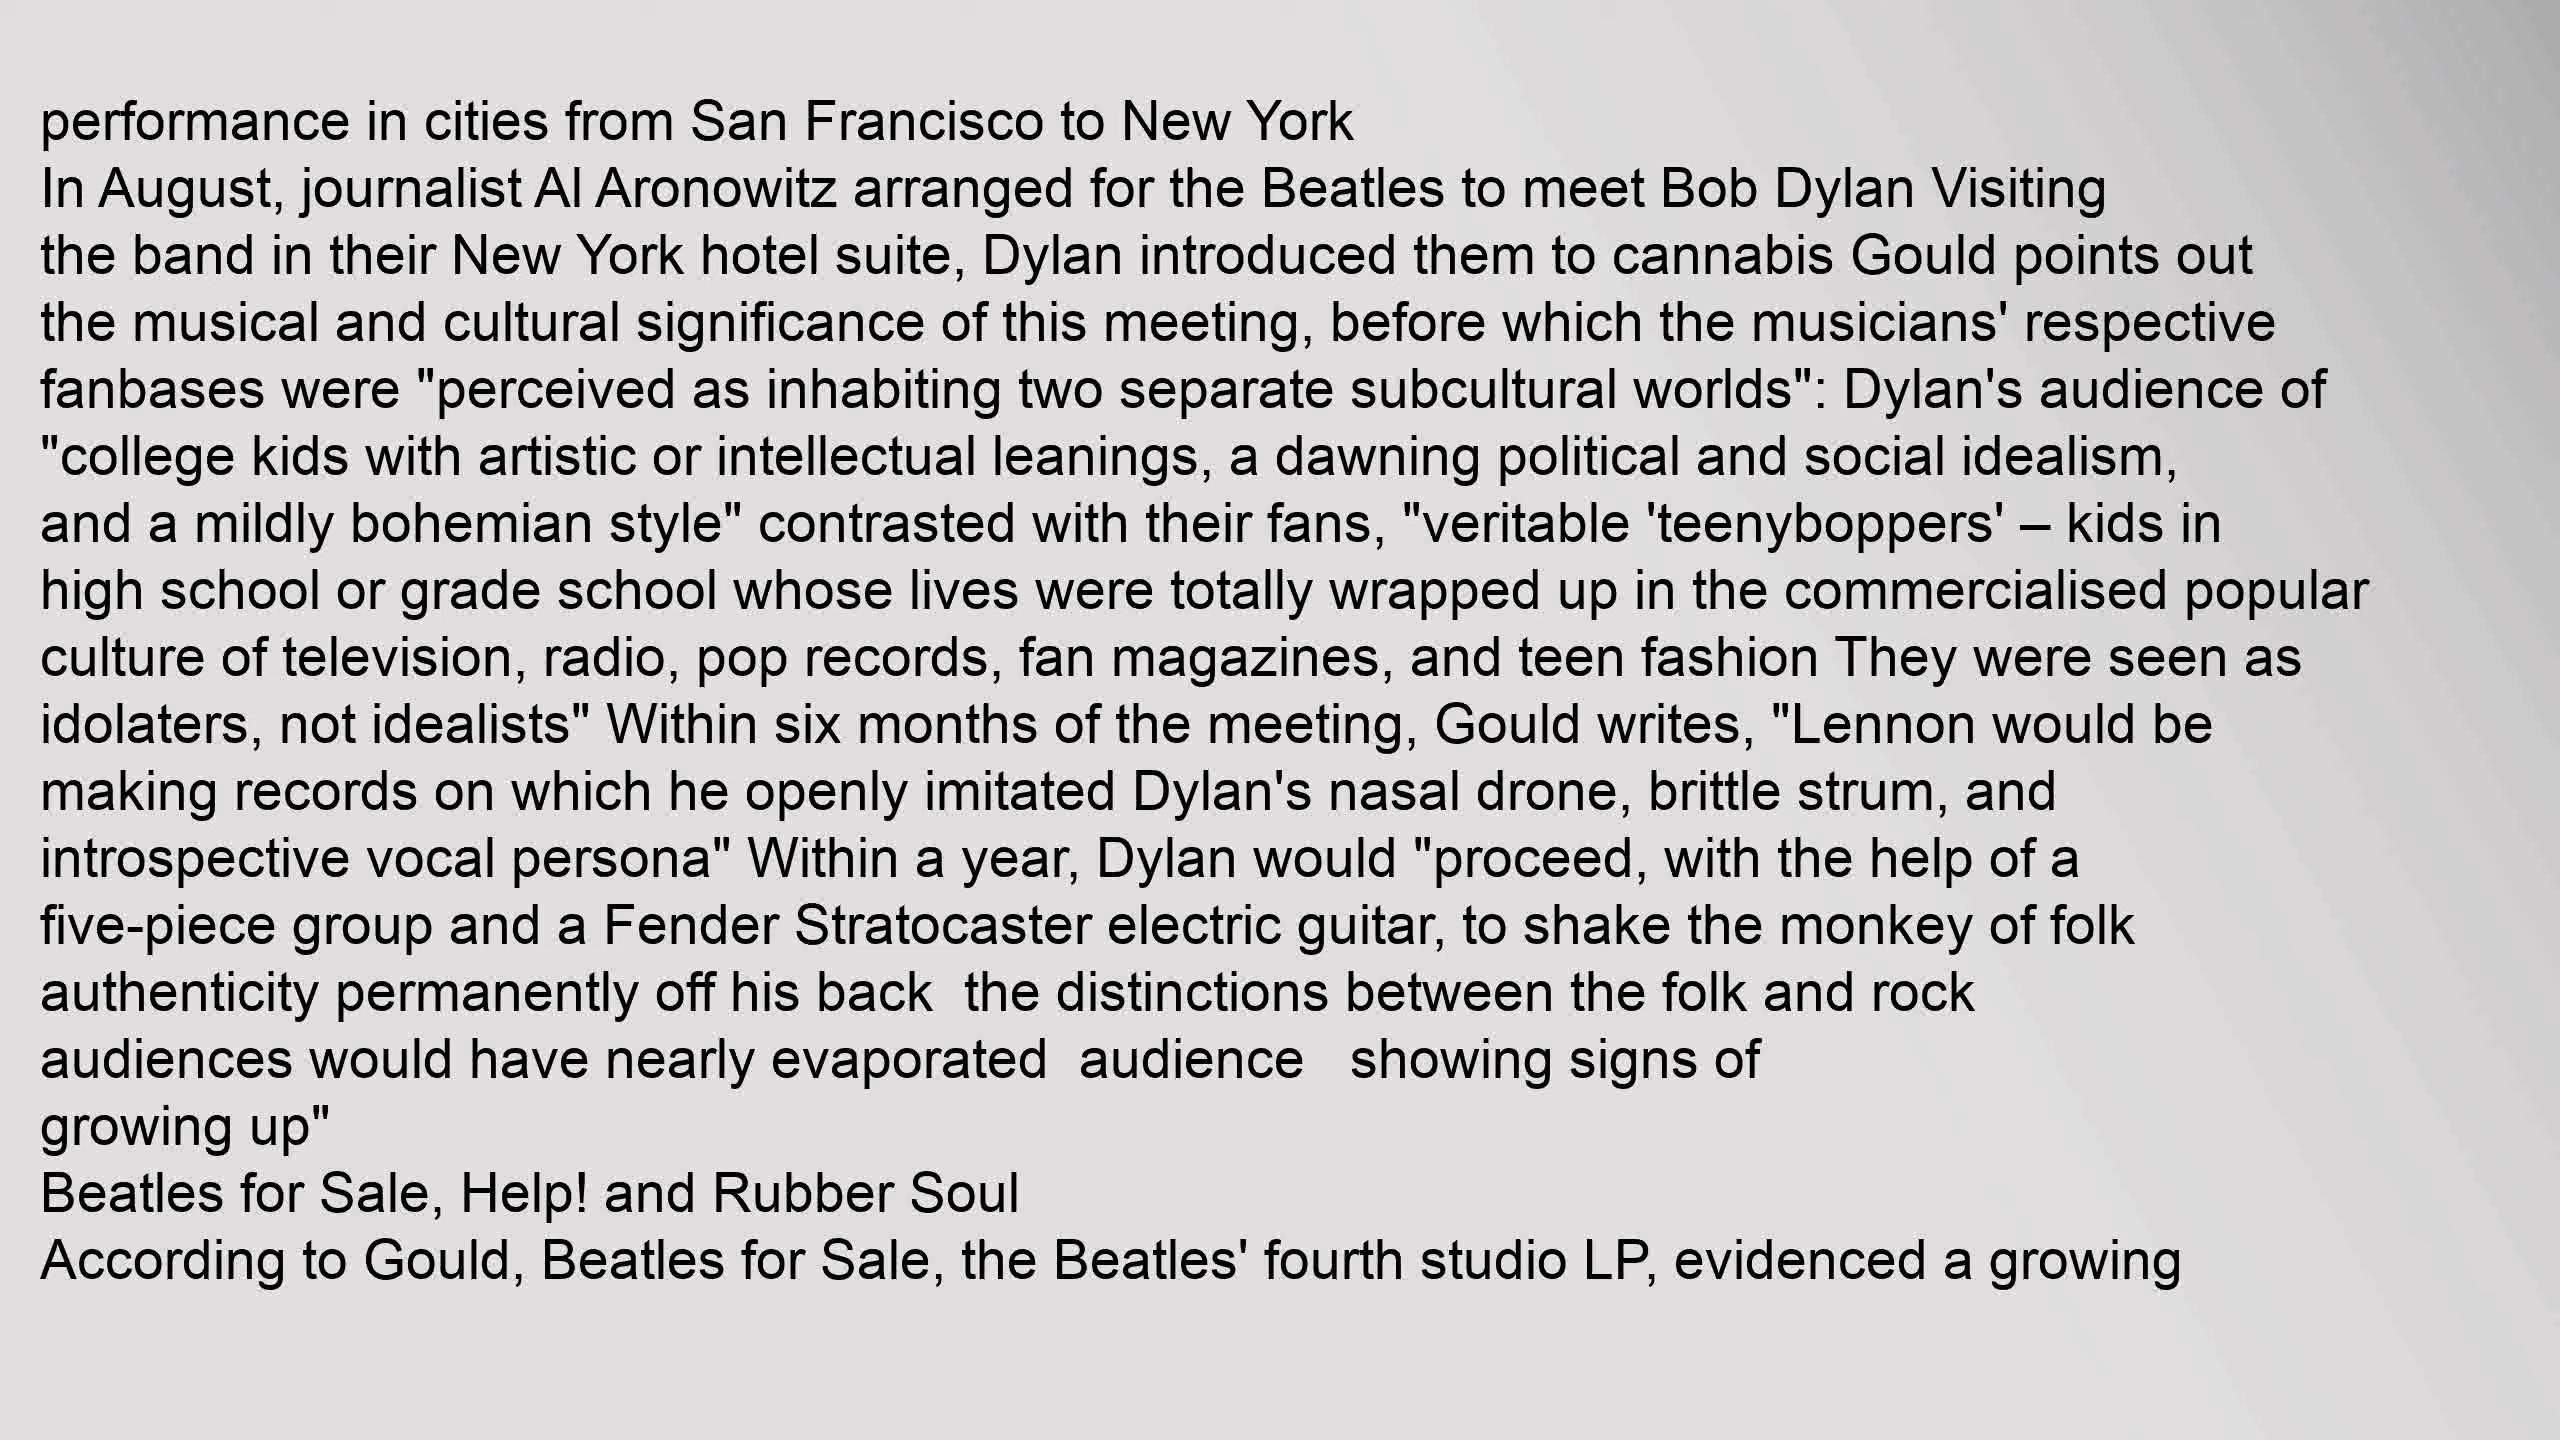 performance in cities from San Francisco to New York
In August, journalist Al Aronowitz arranged for the Beatles to meet Bob Dylan Visiting
the band in their New York hotel suite, Dylan introduced them to cannabis Gould points out
the musical and cultural significance of this meeting, before which the musicians' respective
fanbases were "perceived as inhabiting two separate subcultural worlds": Dylan's audience of
"college kids with artistic or intellectual leanings, a dawning political and social idealism,
and a mildly bohemian style" contrasted with their fans, "veritable 'teenyboppers' – kids in
high school or grade school whose lives were totally wrapped up in the commercialised popular
culture of television, radio, pop records, fan magazines, and teen fashion They were seen as
idolaters, not idealists" Within six months of the meeting, Gould writes, "Lennon would be
making records on which he openly imitated Dylan's nasal drone, brittle strum, and
introspective vocal persona" Within a year, Dylan would "proceed, with the help of a
five-piece group and a Fender Stratocaster electric guitar, to shake the monkey of folk
authenticity permanently off his back  the distinctions between the folk and rock
audiences would have nearly evaporated  audience   showing signs of
growing up"
Beatles for Sale, Help! and Rubber Soul
According to Gould, Beatles for Sale, the Beatles' fourth studio LP, evidenced a growing